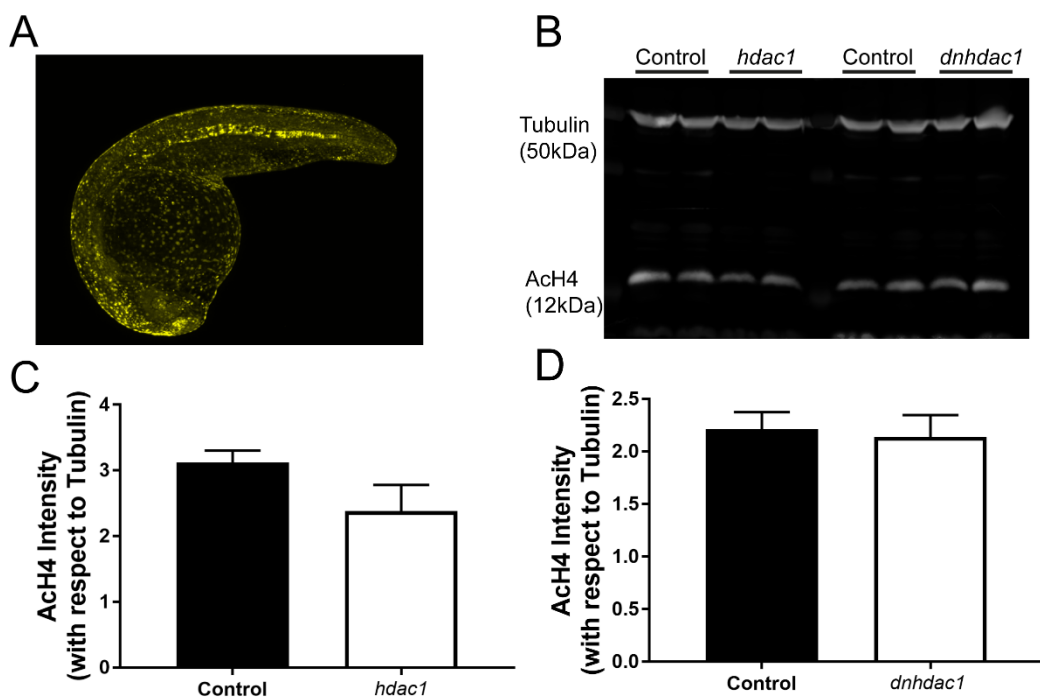 A
B
Control hdac1 Control dnhdac1
Tubulin
(50kDa)
AcH4
(12kDa)
C
AcH4 Intensity
(with respect to Tubulin)
4
3
2
1
0
Control hdac1
D
AcH4 Intensity
(with respect to Tubulin)
2.5
2.0
1.5
1.0
0.5
0.0
Control dnhdac1